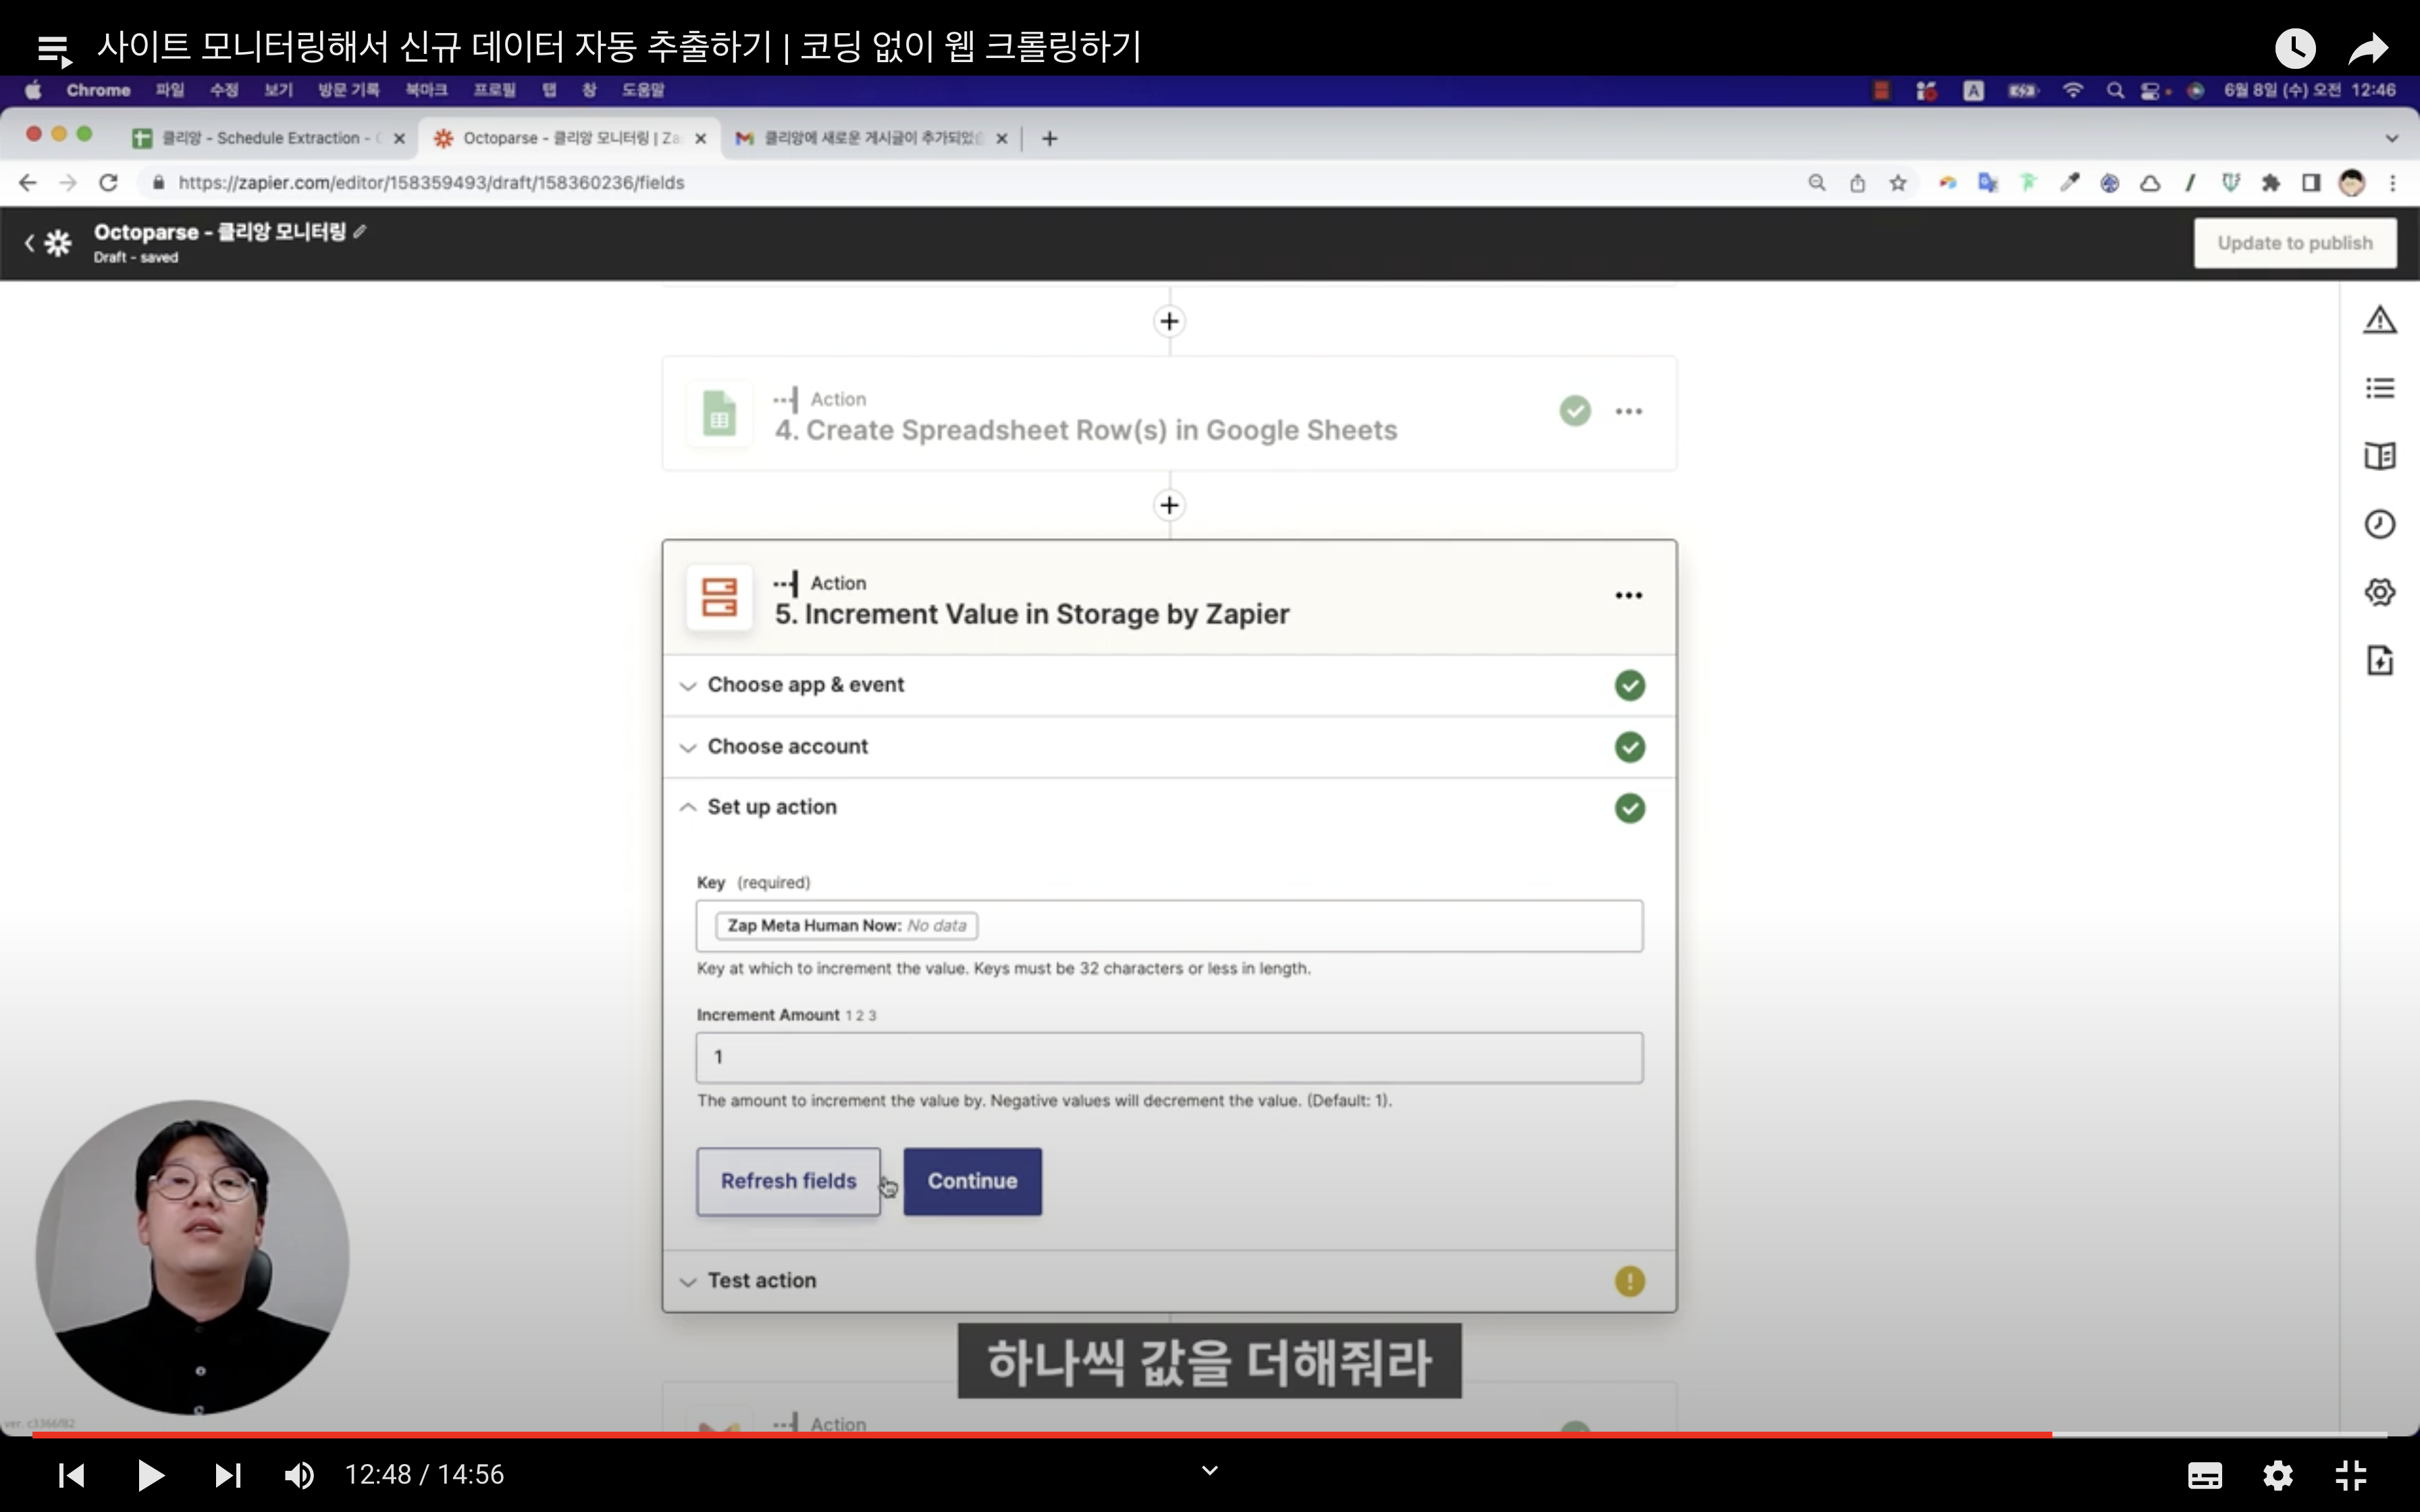 사이트 모니터링해서 신규 데이터 자동 추출하기 | 코딩 없이 웹 크롤링하기
Chrome 파일 수정 보기 방문 기록 북마크 프로필 탭 창 도움말
A
6월 8일 (수) 오전 12:46
클리앙 - Schedule Extraction -
Octoparse - 클리앙 모니터링 | Za
클리앙에 새로운 게시글이 추가되었
https://zapier.com/editor/158359493/draft/158360236/fields
Octoparse - 클리앙 모니터링
Draft - saved
Update to publish
Action
4. Create Spreadsheet Row(s) in Google Sheets
Action
5. Increment Value in Storage by Zapier
Choose app & event
Choose account
Set up action
Key (required)
Zap Meta Human Now: No data
Key at which to increment the value. Keys must be 32 characters or less in length.
Increment Amount 1 2 3
1
The amount to increment the value by. Negative values will decrement the value. (Default: 1).
Refresh fields
Continue
Test action
하나씩 값을 더해줘라
Action
12:48 / 14:56